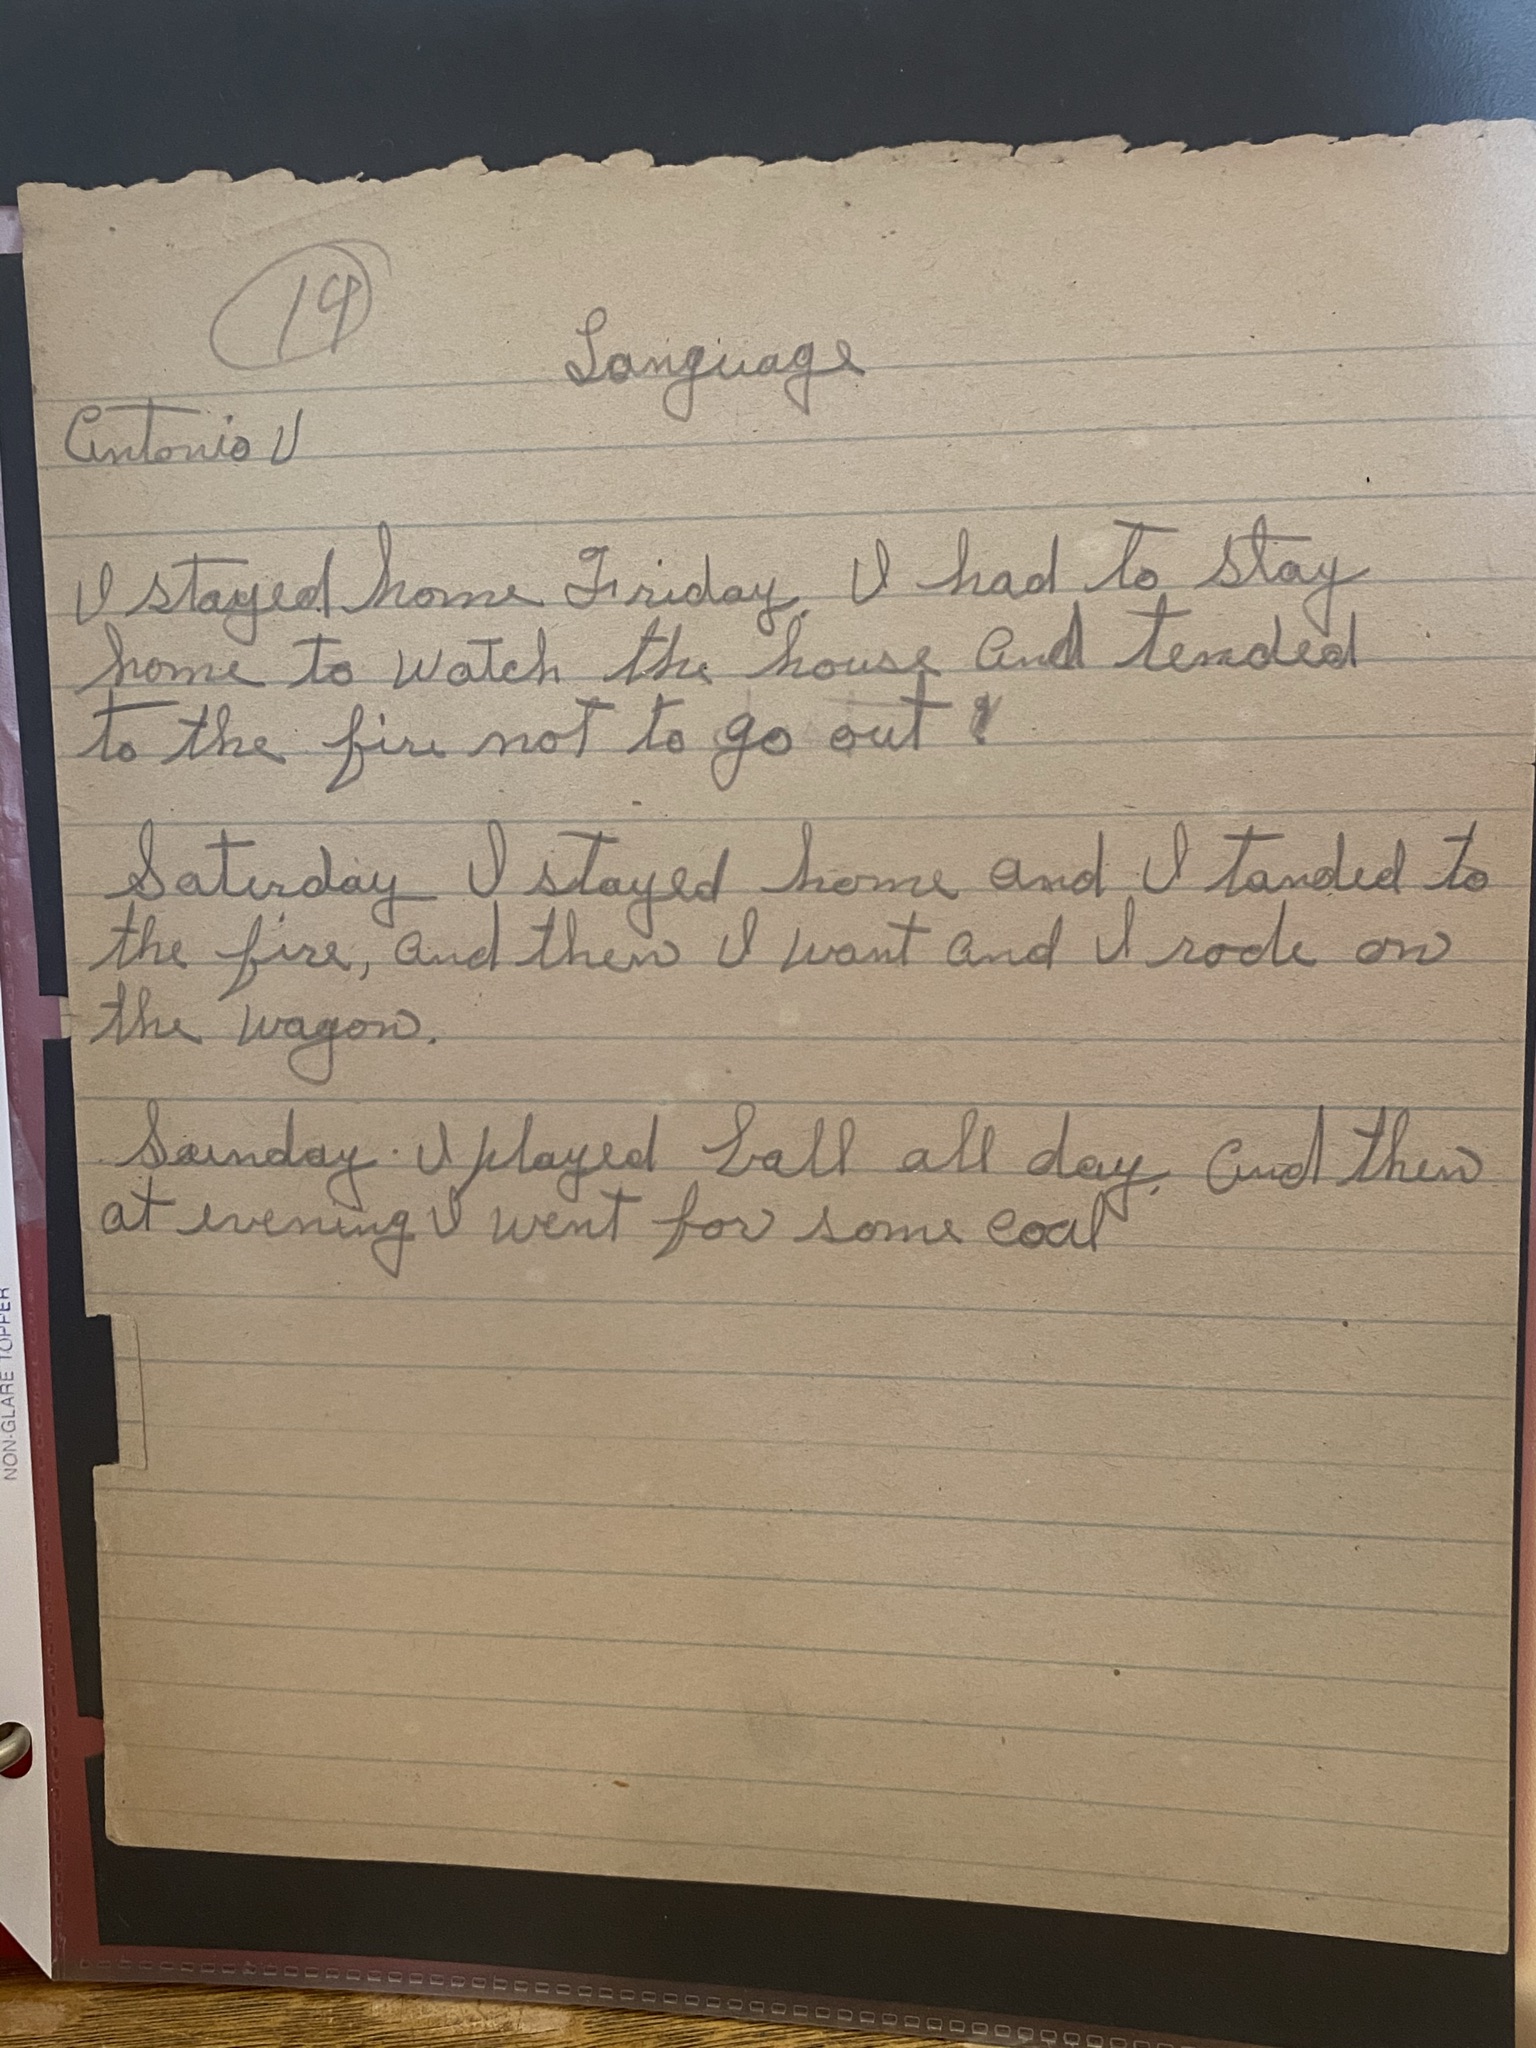 19
Language
Antonio V
I stayed home Friday. I had to stay
home to watch the house and tended
to the fire not to go out
Saturday I stayed home and I tanded to
the fire, and then I want and I rode on
the wagon.
Sunday. I played ball all day. And then
at evening I went for some coal
NON-GLARE TOPPER